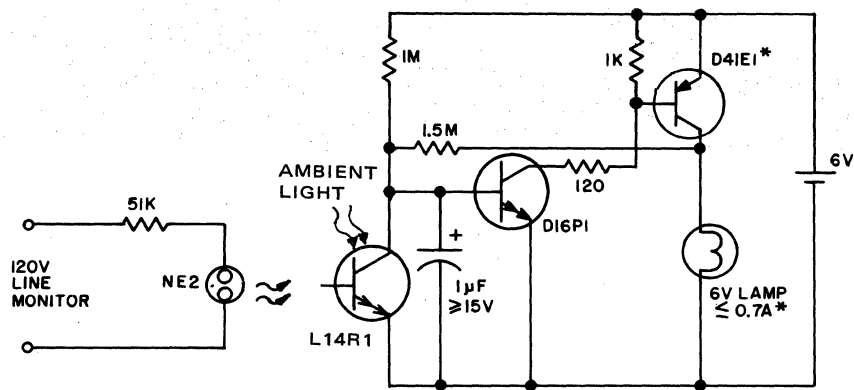 1M
1K
D41E1*
1.5M
120
6V
AMBIENT
LIGHT
51K
D16P1
+
120V
LINE
MONITOR
NE2
1µF
≥15V
6V LAMP
≤ 0.7A*
L14R1